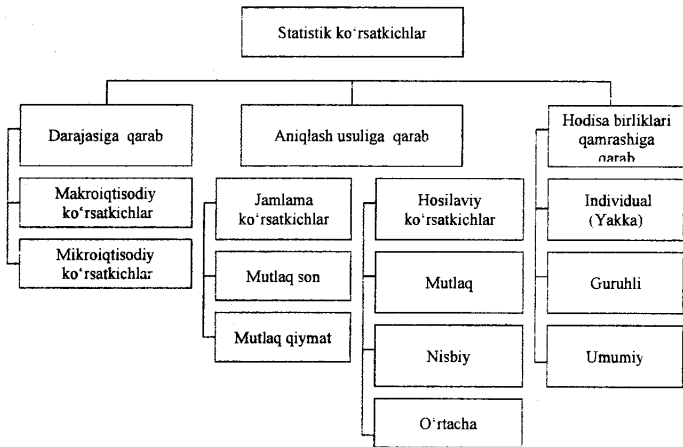 Statistik ko‘rsatkichlar
Darajasiga qarab
Aniqlash usuliga qarab
Hodisa birliklari
qamrashiga
qarab
Makroiqtisodiy
ko‘rsatkichlar
Mikroiqtisodiy
ko‘rsatkichlar
Jamlama
ko‘rsatkichlar
Mutlaq son
Mutlaq qiymat
Hosilaviy
ko‘rsatkichlar
Mutlaq
Nisbiy
O‘rtacha
Individual
(Yakka)
Guruhli
Umumiy